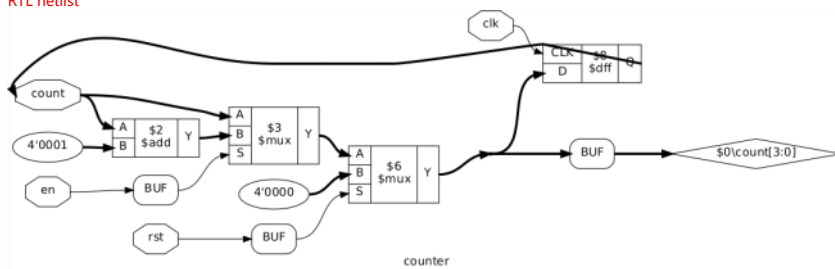 RTL netlist
clk
CLK
D
$8
$dff
Q
count
A
B
$2
$add
Y
4'0001
A
B
S
$3
$mux
Y
en
BUF
4'0000
A
B
S
$6
$mux
Y
BUF
$0\count[3:0]
rst
BUF
counter